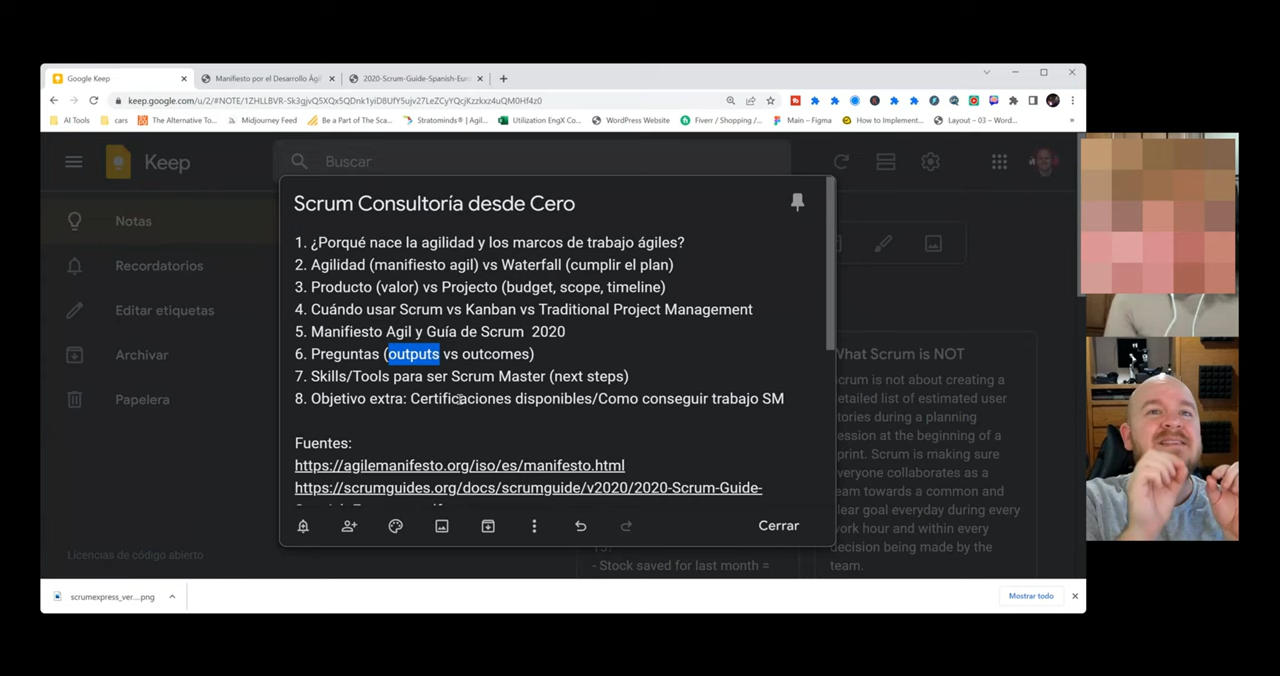 Google Keep
Manifiesto por el Desarrollo Ágil
2020-Scrum-Guide-Spanish-Eur
keep.google.com/u/2/#NOTE/1ZHLLBVR-Sk3gjvQ5XQx5QDnk1yiD8UfY5ujv27LeZCyYQcjKzzkxz4uQM0Hf4z0
AI Tools
cars
The Alternative To...
Midjourney Feed
Be a Part of The Sca...
Stratominds® | Agil...
Utilization EngX Co...
WordPress Website
Fiverr / Shopping /...
Main – Figma
How to Implement...
Layout – 03 – Word...
Keep
Buscar
Notas
Recordatorios
Editar etiquetas
Archivar
Papelera
Licencias de código abierto
Scrum Consultoría desde Cero
1. ¿Porqué nace la agilidad y los marcos de trabajo ágiles?
2. Agilidad (manifiesto agil) vs Waterfall (cumplir el plan)
3. Producto (valor) vs Projecto (budget, scope, timeline)
4. Cuándo usar Scrum vs Kanban vs Traditional Project Management
5. Manifiesto Agil y Guía de Scrum 2020
6. Preguntas (outputs vs outcomes)
7. Skills/Tools para ser Scrum Master (next steps)
8. Objetivo extra: Certificaciones disponibles/Como conseguir trabajo SM
Fuentes:
https://agilemanifesto.org/iso/es/manifesto.html
https://scrumguides.org/docs/scrumguide/v2020/2020-Scrum-Guide-
Cerrar
What Scrum is NOT
Scrum is not about creating a
detailed list of estimated user
stories during a planning
session at the beginning of a
sprint. Scrum is making sure
everyone collaborates as a
team towards a common and
clear goal everyday during every
work hour and within every
decision being made by the
team.
- Stock saved for last month =
scrumexpress_ver....png
Mostrar todo